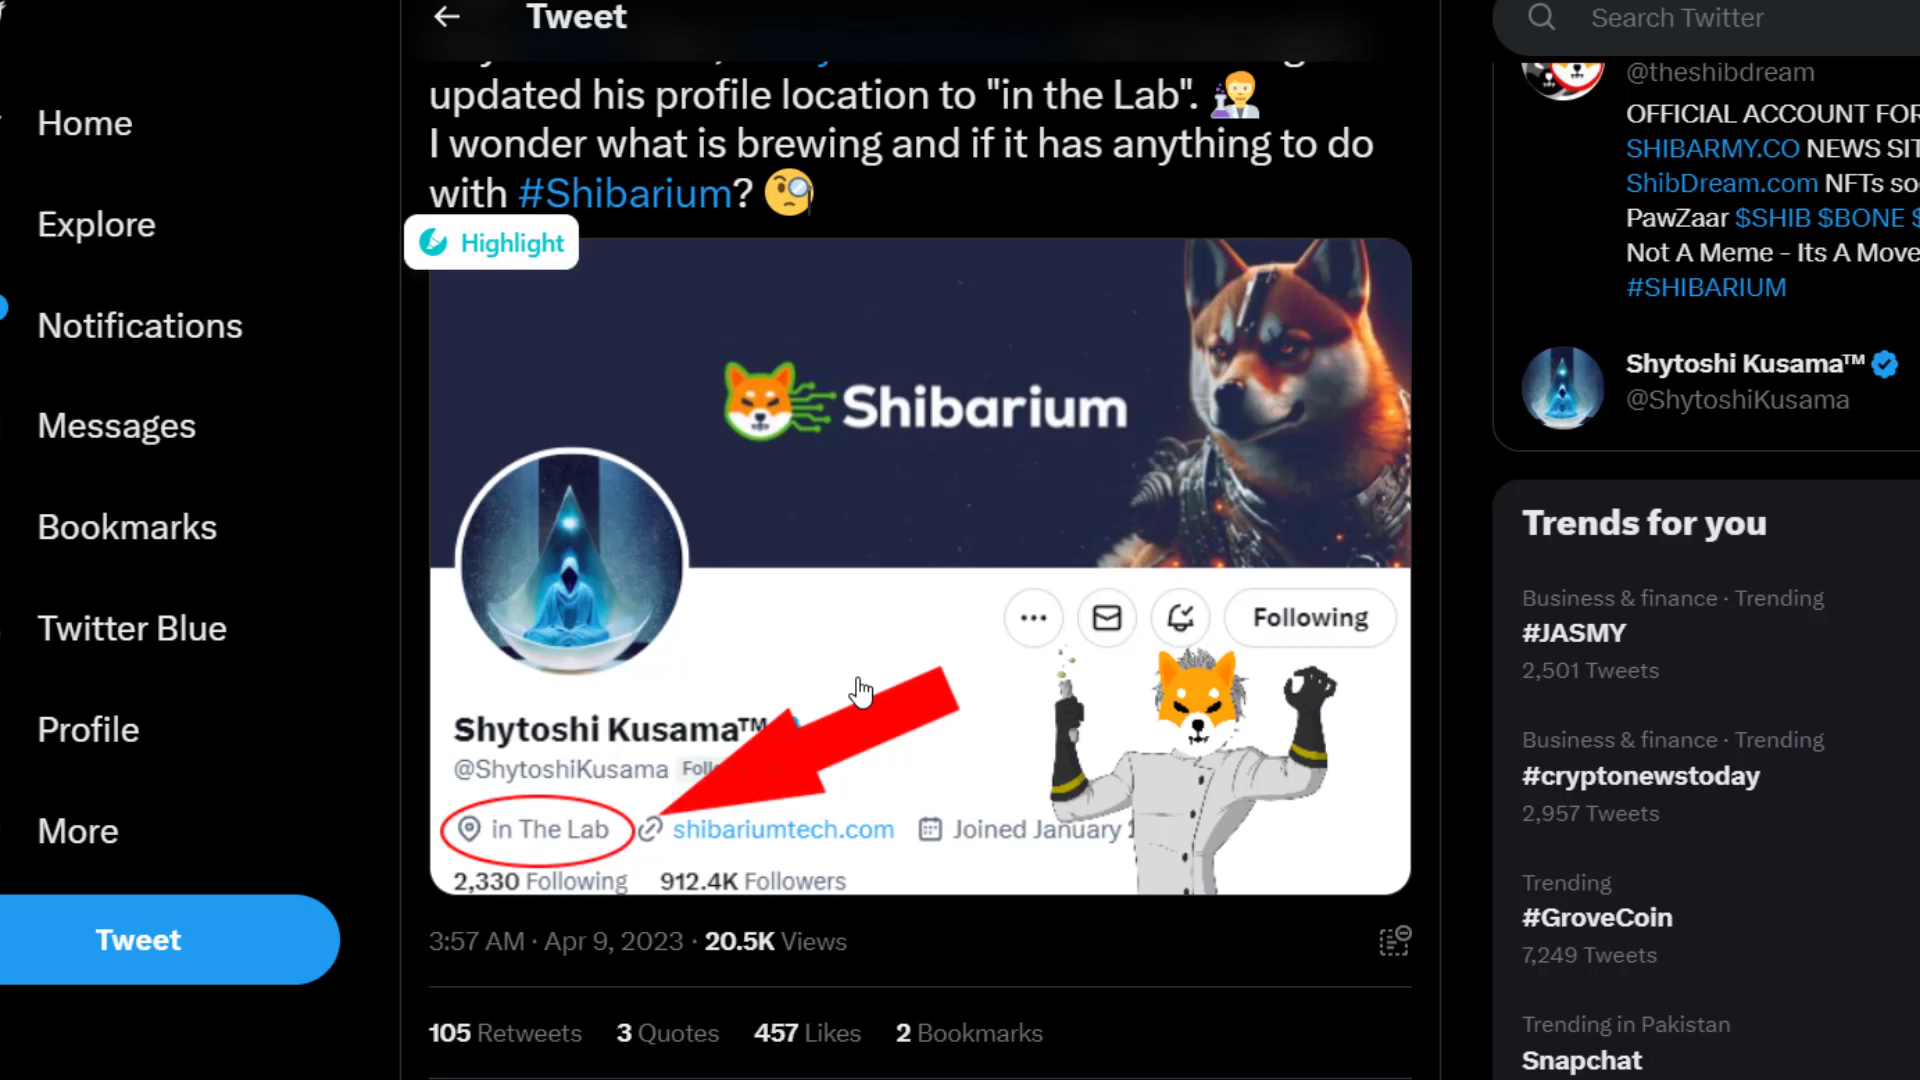 Tweet
Home
Explore
Notifications
Messages
Bookmarks
Twitter Blue
Profile
More
Tweet
updated his profile location to "in the Lab". 🧑‍🔬
I wonder what is brewing and if it has anything to do
with #Shibarium? 🧐
Highlight
Shibarium
Following
Shytoshi Kusama™
@ShytoshiKusama
in The Lab shibariumtech.com Joined January
2,330 Following 912.4K Followers
3:57 AM · Apr 9, 2023 · 20.5K Views
105 Retweets 3 Quotes 457 Likes 2 Bookmarks
Search Twitter
@theshibdream
OFFICIAL ACCOUNT FOR
SHIBARMY.CO NEWS
ShibDream.com NFTs
PawZaar $SHIB $BONE
Not A Meme - Its A
#SHIBARIUM
Shytoshi Kusama™
@ShytoshiKusama
Trends for you
Business & finance · Trending
#JASMY
2,501 Tweets
Business & finance · Trending
#cryptonewstoday
2,957 Tweets
Trending
#GroveCoin
7,249 Tweets
Trending in Pakistan
Snapchat